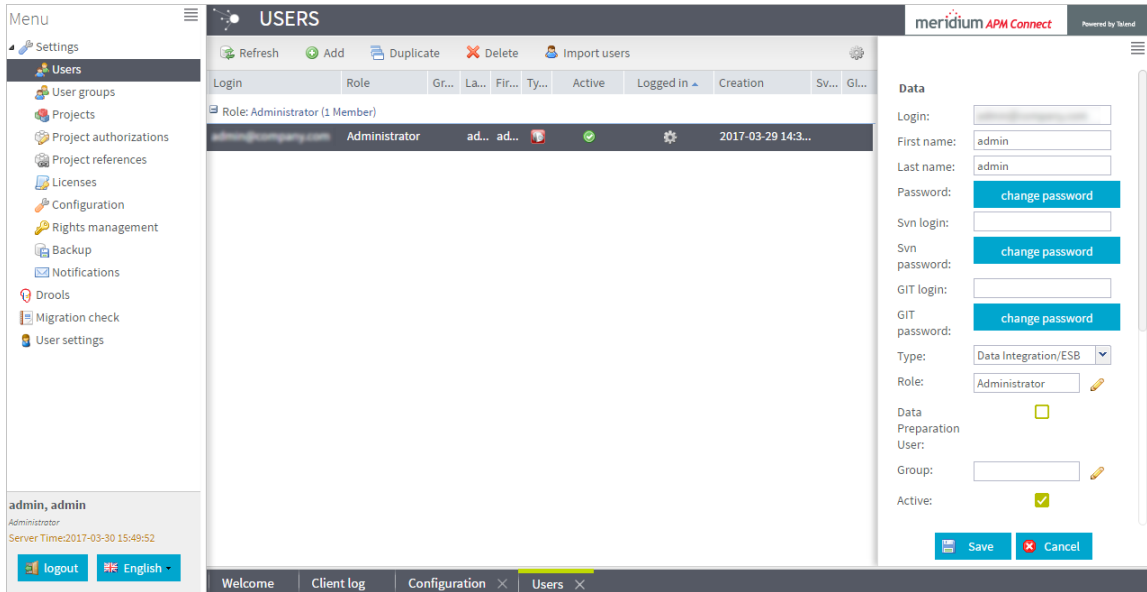 Menu
Settings
Users
User groups
Projects
Project authorizations
Project references
Licenses
Configuration
Rights management
Backup
Notifications
Drools
Migration check
User settings
admin, admin
Administrator
Server Time:2017-03-30 15:49:52
logout English
USERS
Refresh Add Duplicate Delete Import users
Login Role Gr... La... Fir... Ty... Active Logged in Creation Sv... GI...
Role: Administrator (1 Member)
admin@company.com Administrator ad... ad... 2017-03-29 14:3...
meridium APM Connect Powered by Talend
Data
Login:
First name: admin
Last name: admin
Password: change password
Svn login:
Svn
password:
change password
GIT login:
GIT
password:
change password
Type: Data Integration/ESB
Role: Administrator
Data
Preparation
User:
Group:
Active:
Save Cancel
Welcome Client log Configuration Users